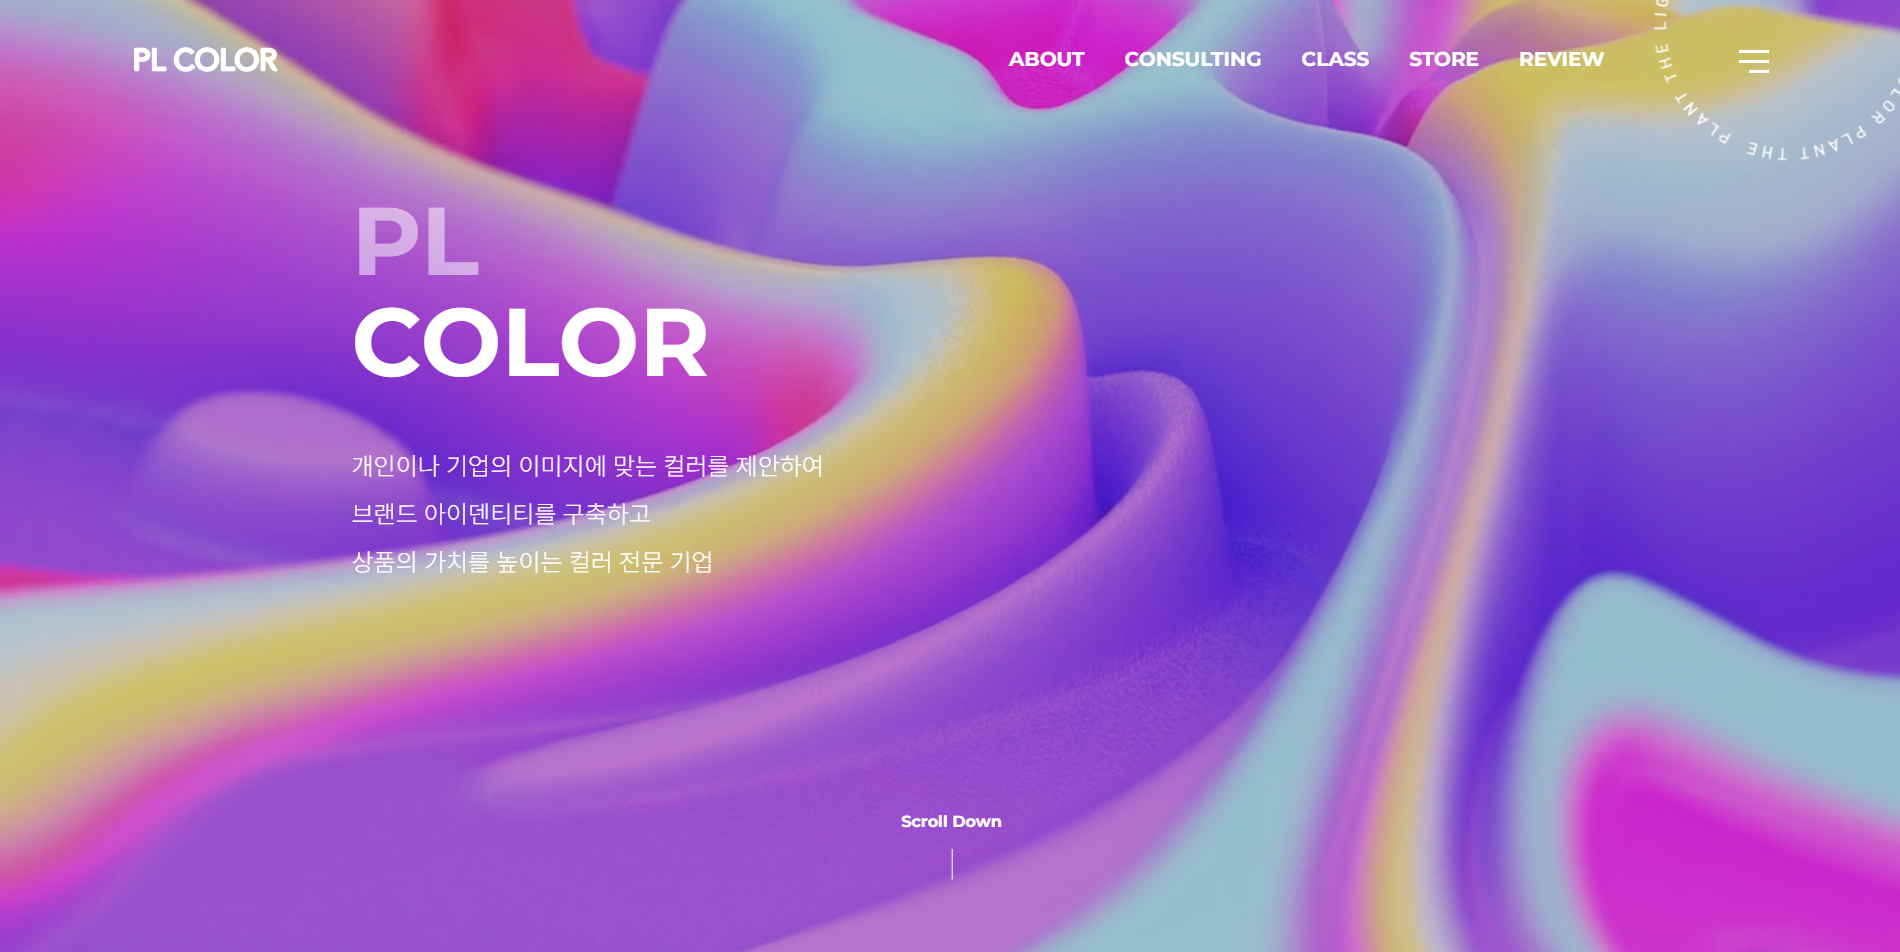 PL COLOR
ABOUT CONSULTING CLASS STORE REVIEW
THE LIG
PLANT THE
PLANT THE
LOR
PL
COLOR
개인이나 기업의 이미지에 맞는 컬러를 제안하여
브랜드 아이덴티티를 구축하고
상품의 가치를 높이는 컬러 전문 기업
Scroll Down